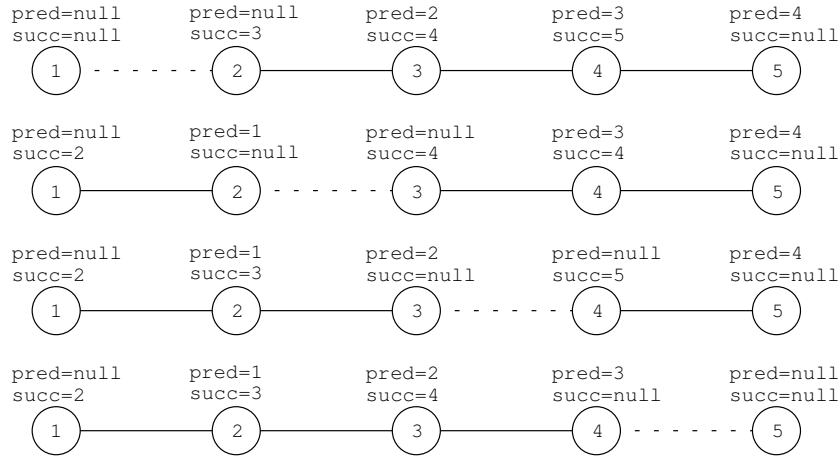 pred=null pred=null pred=2 pred=3 pred=4
succ=null succ=3 succ=4 succ=5 succ=null
1 2 3 4 5
pred=null pred=1 pred=null pred=3 pred=4
succ=2 succ=null succ=4 succ=4 succ=null
1 2 3 4 5
pred=null pred=1 pred=2 pred=null pred=4
succ=2 succ=3 succ=null succ=5 succ=null
1 2 3 4 5
pred=null pred=1 pred=2 pred=3 pred=null
succ=2 succ=3 succ=4 succ=null succ=null
1 2 3 4 5